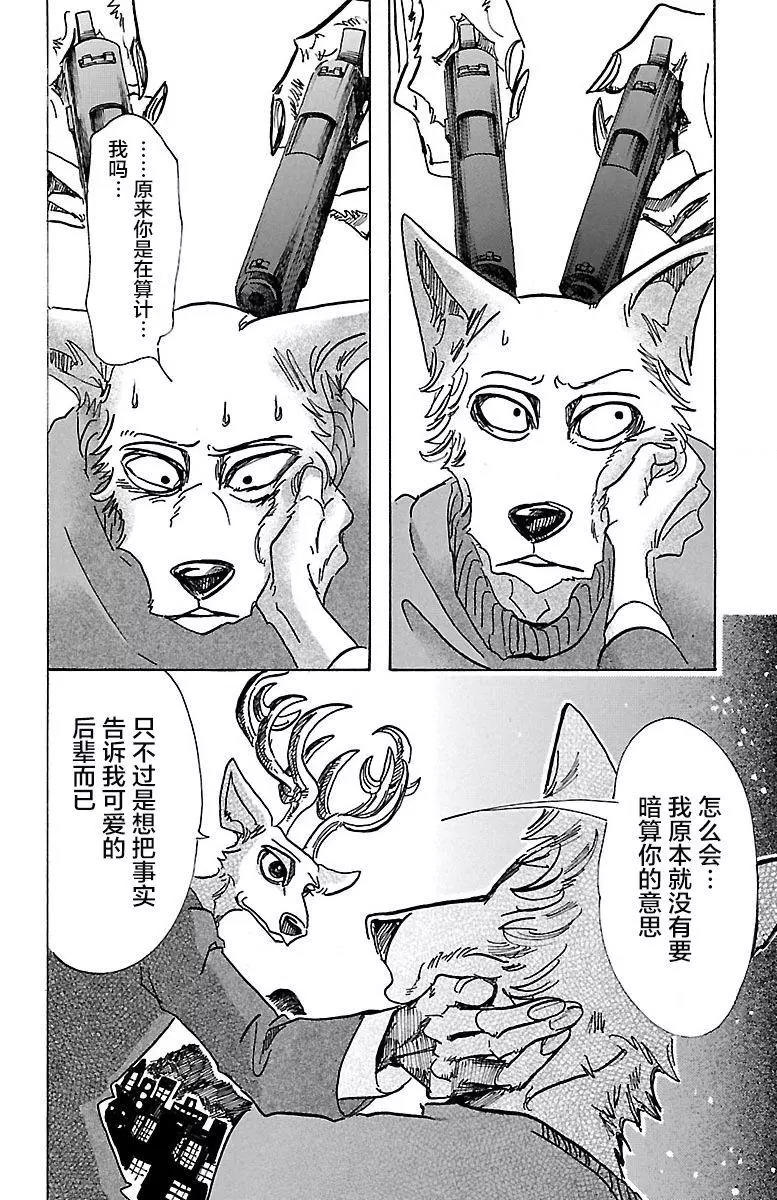 ……原来你是在算计…
我吗…
怎么会…
我原本就没有要
暗算你的意思
只不过是想把事实
告诉我可爱的
后辈而已